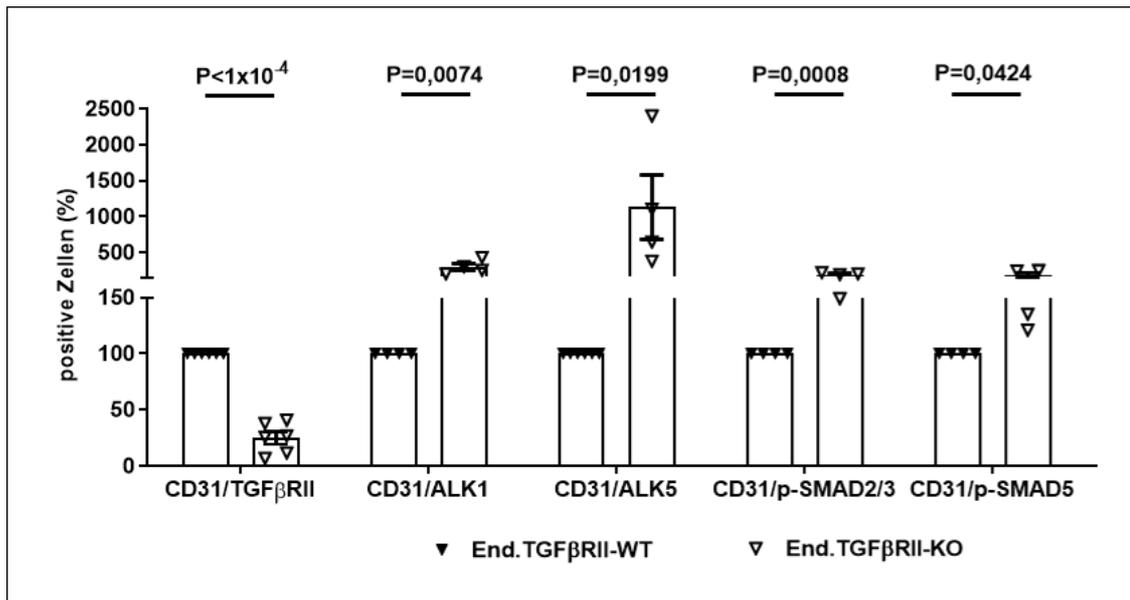 P<1x10-4 P=0,0074 P=0,0199 P=0,0008 P=0,0424
positive Zellen (%)
2500
2000
1500
1000
500
150
100
50
0
CD31/TGFβRII CD31/ALK1 CD31/ALK5 CD31/p-SMAD2/3 CD31/p-SMAD5
End.TGFβRII-WT End.TGFβRII-KO